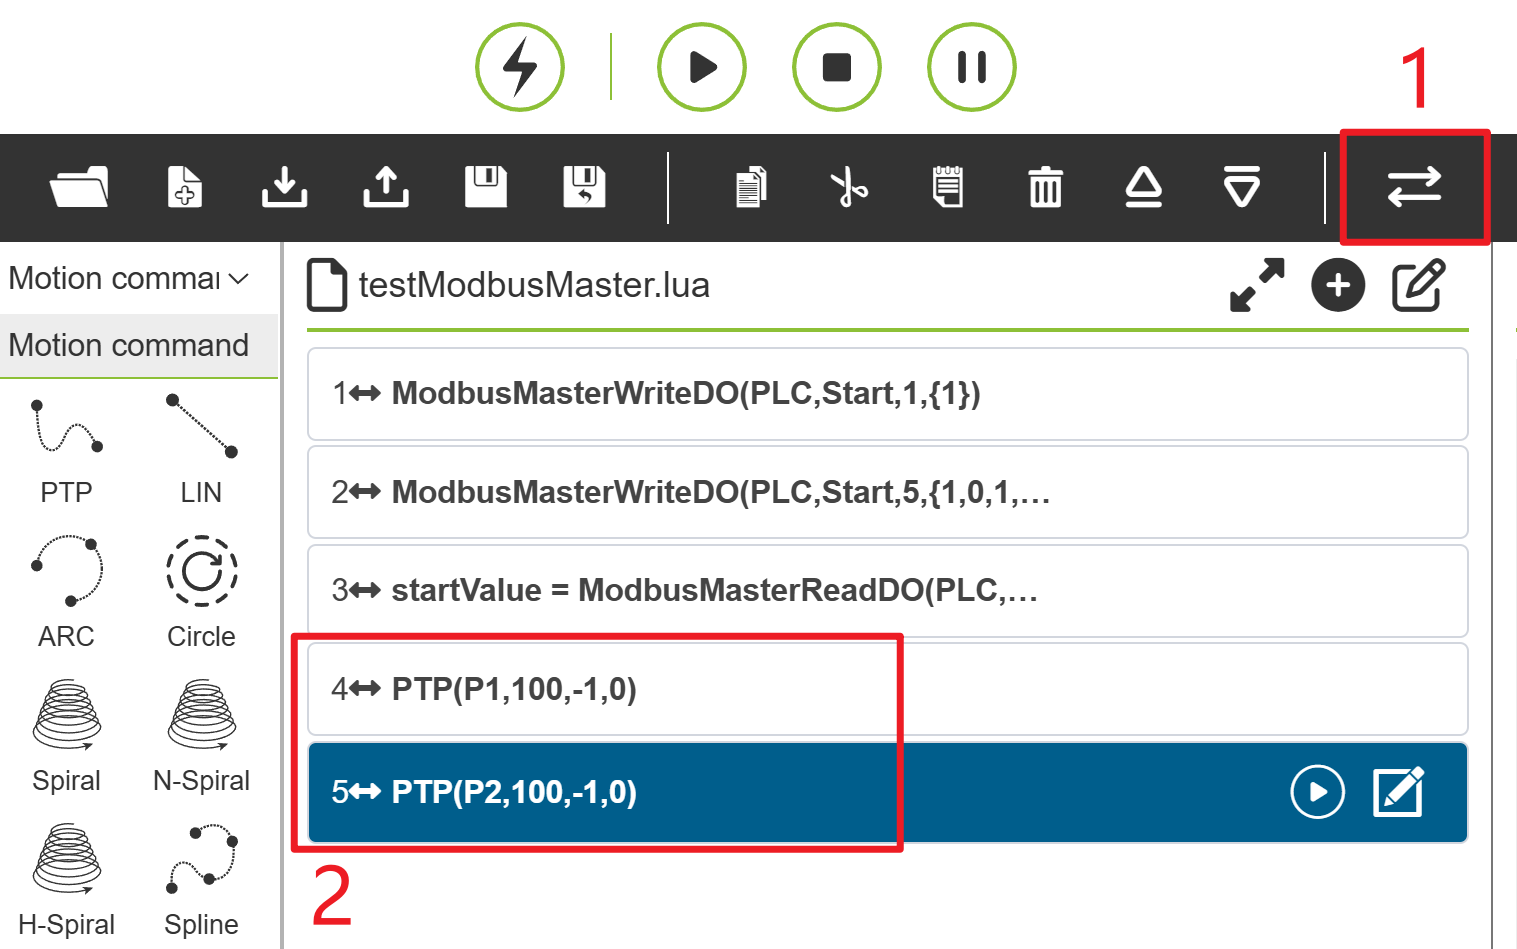 1
Motion comma
testModbusMaster.lua
Motion command
1 ModbusMasterWriteDO(PLC,Start,1,{1})
2 ModbusMasterWriteDO(PLC,Start,5,{1,0,1,...
3 startValue = ModbusMasterReadDO(PLC,...
4 PTP(P1,100,-1,0)
5 PTP(P2,100,-1,0)
PTP LIN
ARC Circle
Spiral N-Spiral
H-Spiral Spline
2